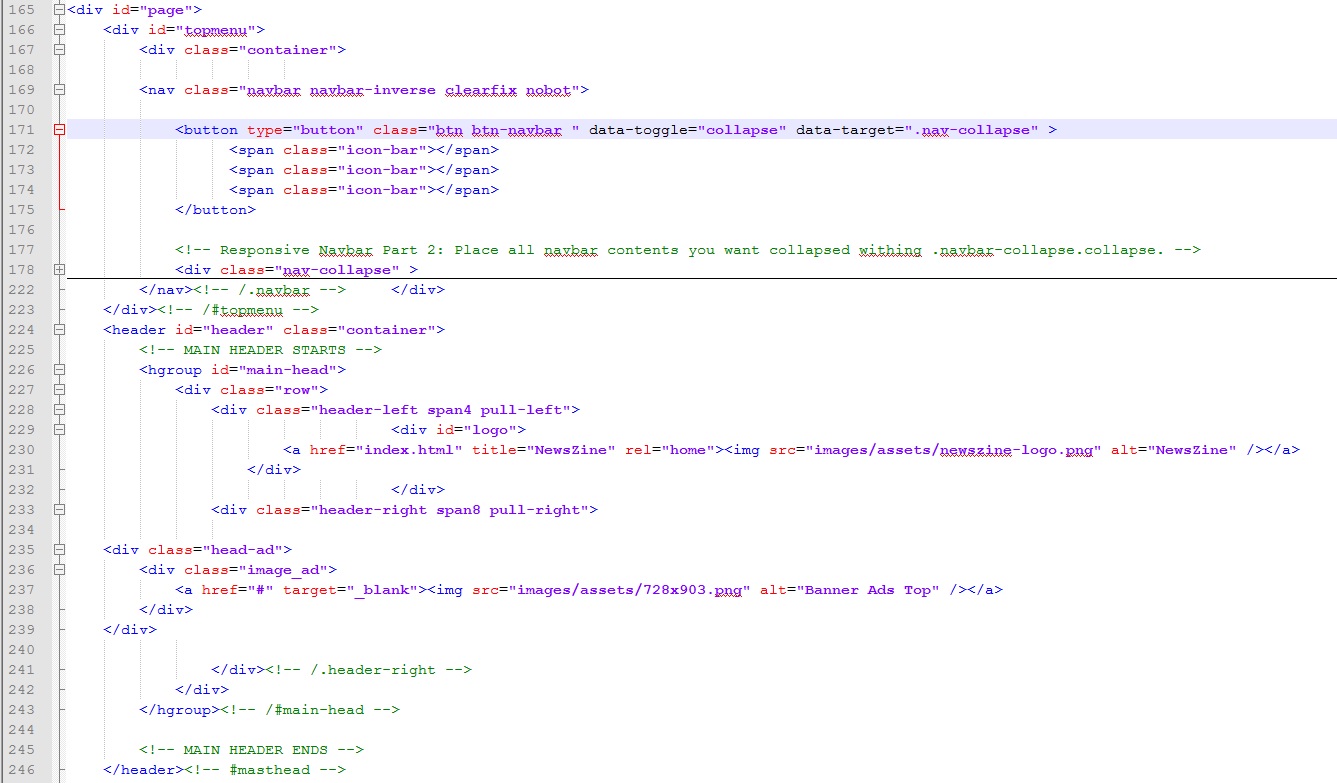 165 <div id="page">
166 <div id="topmenu">
167 <div class="container">
168
169 <nav class="navbar navbar-inverse clearfix nobot">
170
171 <button type="button" class="btn btn-navbar " data-toggle="collapse" data-target=".nav-collapse" >
172 <span class="icon-bar"></span>
173 <span class="icon-bar"></span>
174 <span class="icon-bar"></span>
175 </button>
176
177 <!-- Responsive Navbar Part 2: Place all navbar contents you want collapsed withing .navbar-collapse.collapse. -->
178 <div class="nav-collapse" >
222 </nav><!-- /.navbar --> </div>
223 </div><!-- /#topmenu -->
224 <header id="header" class="container">
225 <!-- MAIN HEADER STARTS -->
226 <hgroup id="main-head">
227 <div class="row">
228 <div class="header-left span4 pull-left">
229 <div id="logo">
230 <a href="index.html" title="NewsZine" rel="home"><img src="images/assets/newszine-logo.png" alt="NewsZine" /></a>
231 </div>
232 </div>
233 <div class="header-right span8 pull-right">
234
235 <div class="head-ad">
236 <div class="image_ad">
237 <a href="#" target="_blank"><img src="images/assets/728x903.png" alt="Banner Ads Top" /></a>
238 </div>
239 </div>
240
241 </div><!-- /.header-right -->
242 </div>
243 </hgroup><!-- /#main-head -->
244
245 <!-- MAIN HEADER ENDS -->
246 </header><!-- #masthead -->